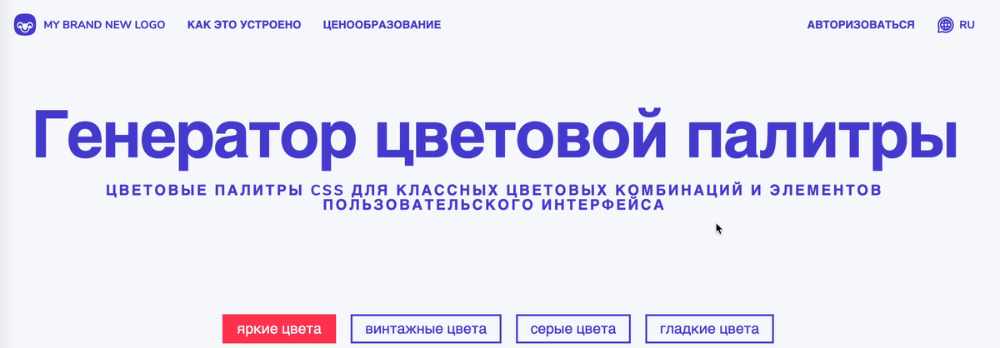 MY BRAND NEW LOGO КАК ЭТО УСТРОЕНО ЦЕНООБРАЗОВАНИЕ АВТОРИЗОВАТЬСЯ RU
Генератор цветовой палитры
ЦВЕТОВЫЕ ПАЛИТРЫ CSS ДЛЯ КЛАССНЫХ ЦВЕТОВЫХ КОМБИНАЦИЙ И ЭЛЕМЕНТОВ
ПОЛЬЗОВАТЕЛЬСКОГО ИНТЕРФЕЙСА
яркие цвета винтажные цвета серые цвета гладкие цвета